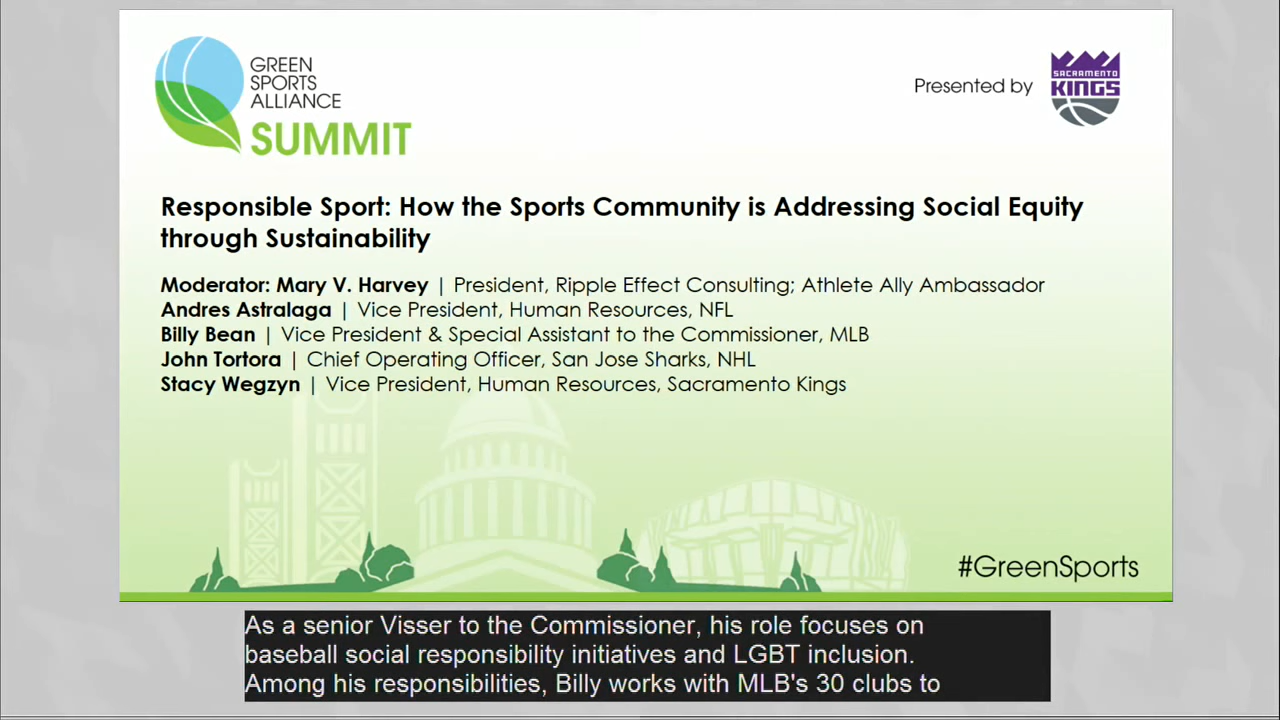 GREEN
SPORTS
ALLIANCE
SUMMIT
Presented by
SACRAMENTO
KINGS
Responsible Sport: How the Sports Community is Addressing Social Equity
through Sustainability
Moderator: Mary V. Harvey | President, Ripple Effect Consulting; Athlete Ally Ambassador
Andres Astralaga | Vice President, Human Resources, NFL
Billy Bean | Vice President & Special Assistant to the Commissioner, MLB
John Tortora | Chief Operating Officer, San Jose Sharks, NHL
Stacy Wegzyn | Vice President, Human Resources, Sacramento Kings
#GreenSports
As a senior Visser to the Commissioner, his role focuses on
baseball social responsibility initiatives and LGBT inclusion.
Among his responsibilities, Billy works with MLB's 30 clubs to